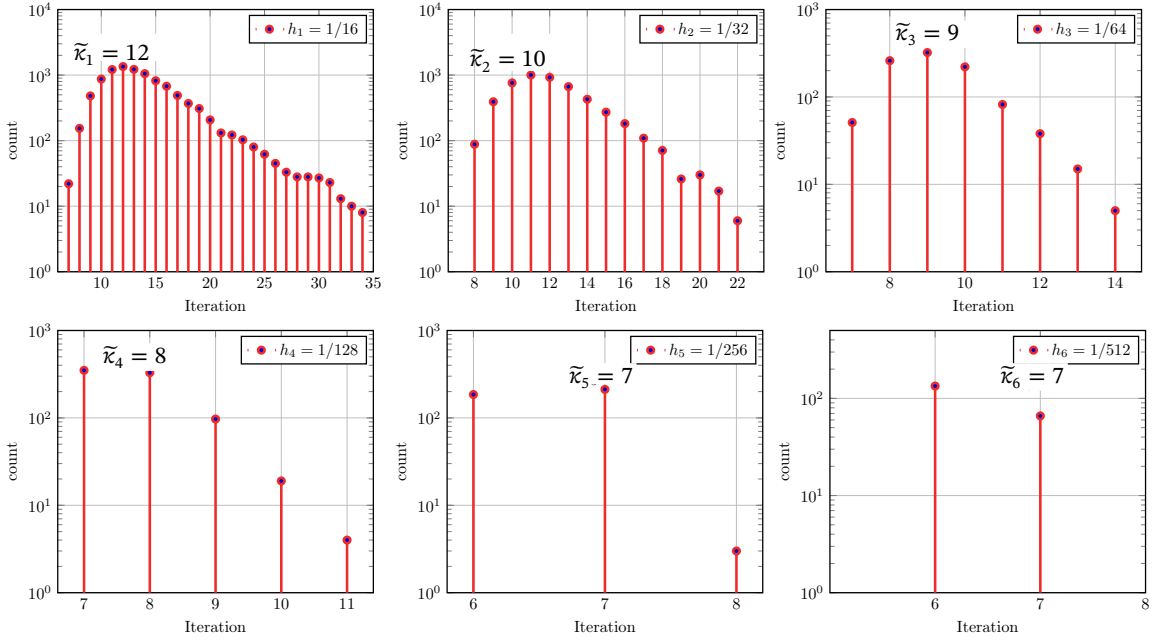 10⁴
10³
10²
10¹
10⁰
count
κ̃₁ = 12
h₁ = 1/16
10 15 20 25 30 35
Iteration
10⁴
10³
10²
10¹
10⁰
count
κ̃₂ = 10
h₂ = 1/32
8 10 12 14 16 18 20 22
Iteration
10³
10²
10¹
10⁰
count
κ̃₃ = 9
h₃ = 1/64
8 10 12 14
Iteration
10³
10²
10¹
10⁰
count
κ̃₄ = 8
h₄ = 1/128
7 8 9 10 11
Iteration
10³
10²
10¹
10⁰
count
h₅ = 1/256
κ̃₅ = 7
6 7 8
Iteration
10²
10¹
10⁰
count
h₆ = 1/512
κ̃₆ = 7
6 7 8
Iteration